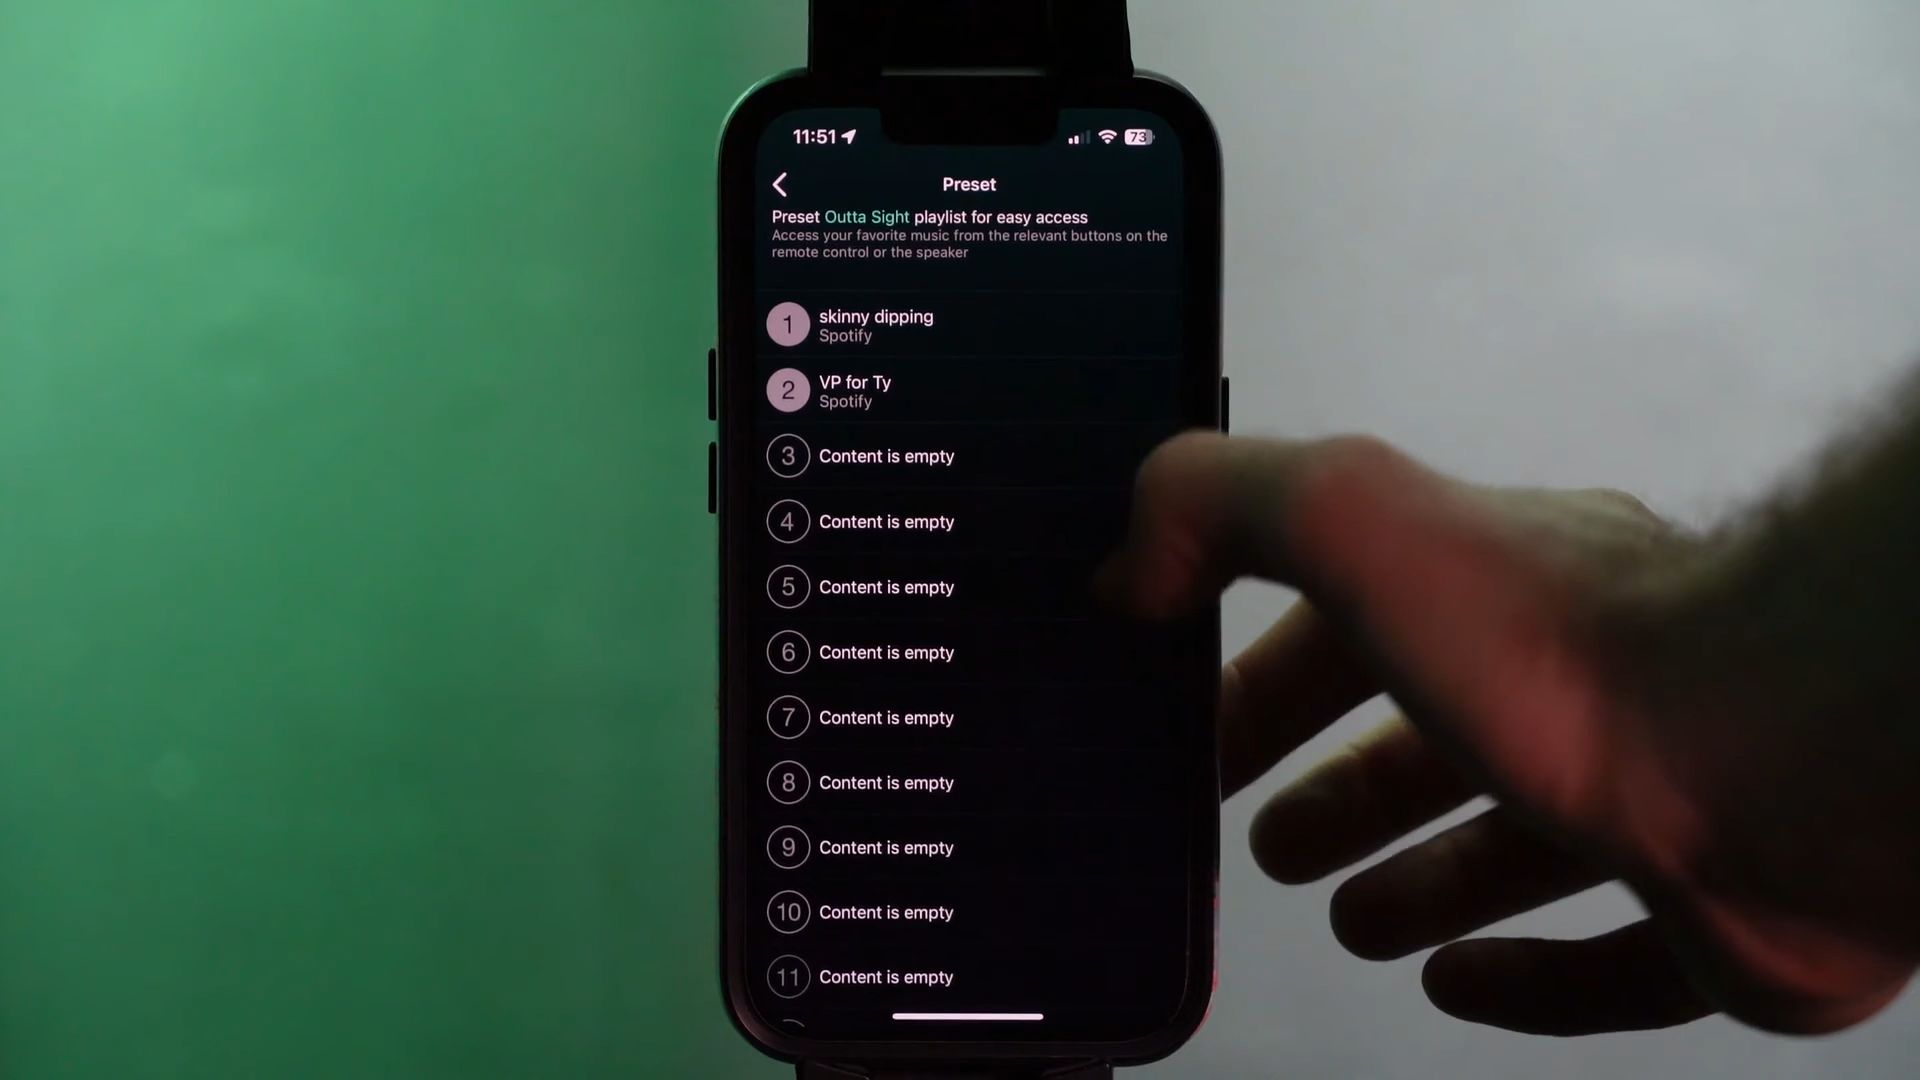 11:51
73
Preset
Preset Outta Sight playlist for easy access
Access your favorite music from the relevant buttons on the
remote control or the speaker
1
skinny dipping
Spotify
2
VP for Ty
Spotify
3 Content is empty
4 Content is empty
5 Content is empty
6 Content is empty
7 Content is empty
8 Content is empty
9 Content is empty
10 Content is empty
11 Content is empty